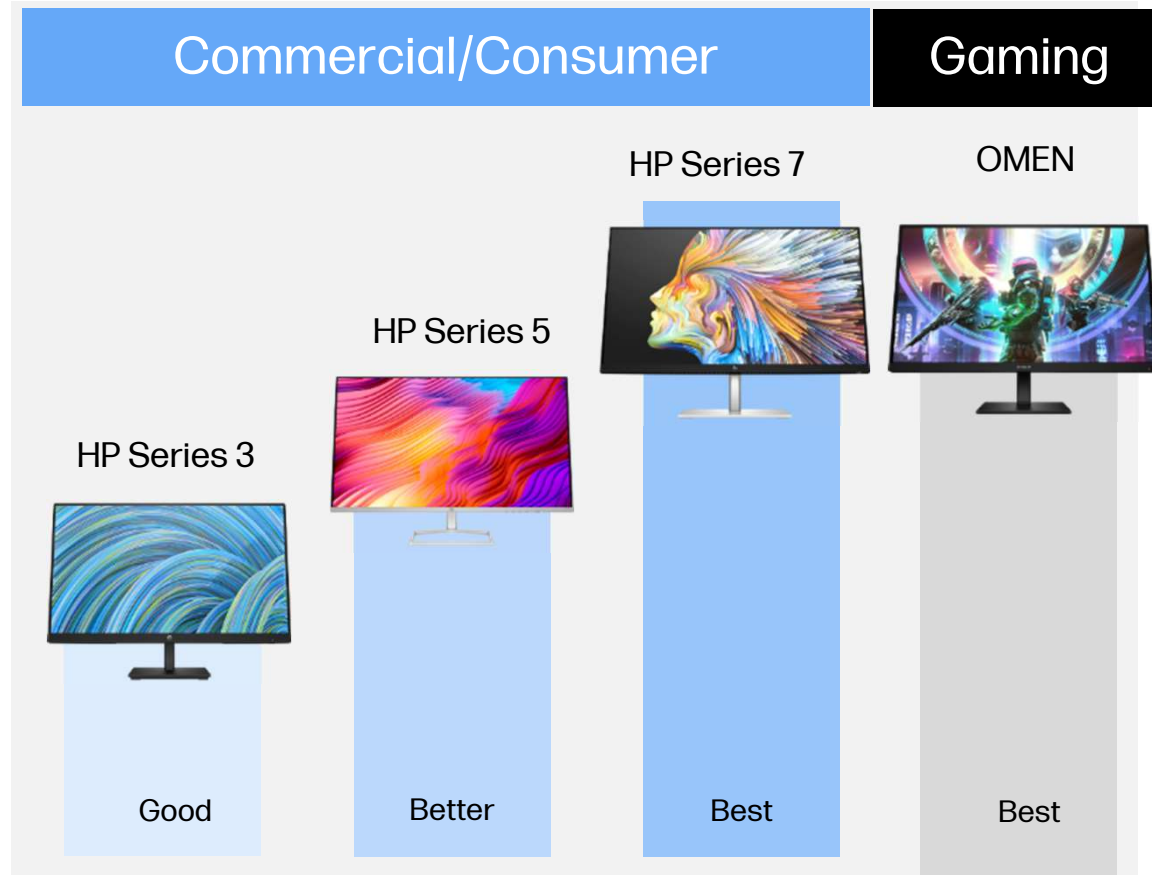 Commercial/Consumer
Gaming
HP Series 7
OMEN
HP Series 5
HP Series 3
Good
Better
Best
Best